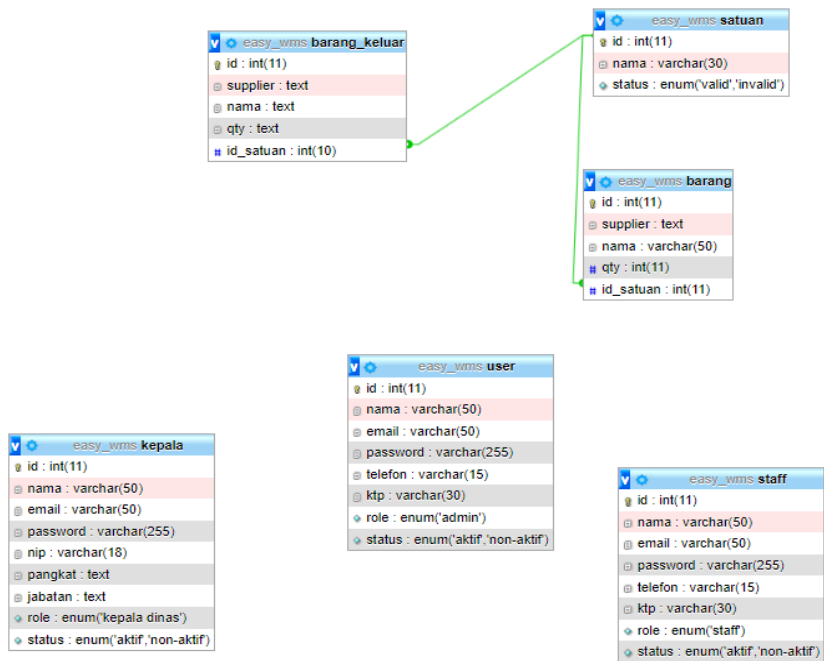 easy_wms barang_keluar
id : int(11)
supplier : text
nama : text
qty : text
id_satuan : int(10)
easy_wms satuan
id : int(11)
nama : varchar(30)
status : enum('valid','invalid')
easy_wms barang
id : int(11)
supplier : text
nama : varchar(50)
qty : int(11)
id_satuan : int(11)
easy_wms user
id : int(11)
nama : varchar(50)
email : varchar(50)
password : varchar(255)
telefon : varchar(15)
ktp : varchar(30)
role : enum('admin')
status : enum('aktif','non-aktif')
easy_wms kepala
id : int(11)
nama : varchar(50)
email : varchar(50)
password : varchar(255)
nip : varchar(18)
pangkat : text
jabatan : text
role : enum('kepala dinas')
status : enum('aktif','non-aktif')
easy_wms staff
id : int(11)
nama : varchar(50)
email : varchar(50)
password : varchar(255)
telefon : varchar(15)
ktp : varchar(30)
role : enum('staff')
status : enum('aktif','non-aktif')